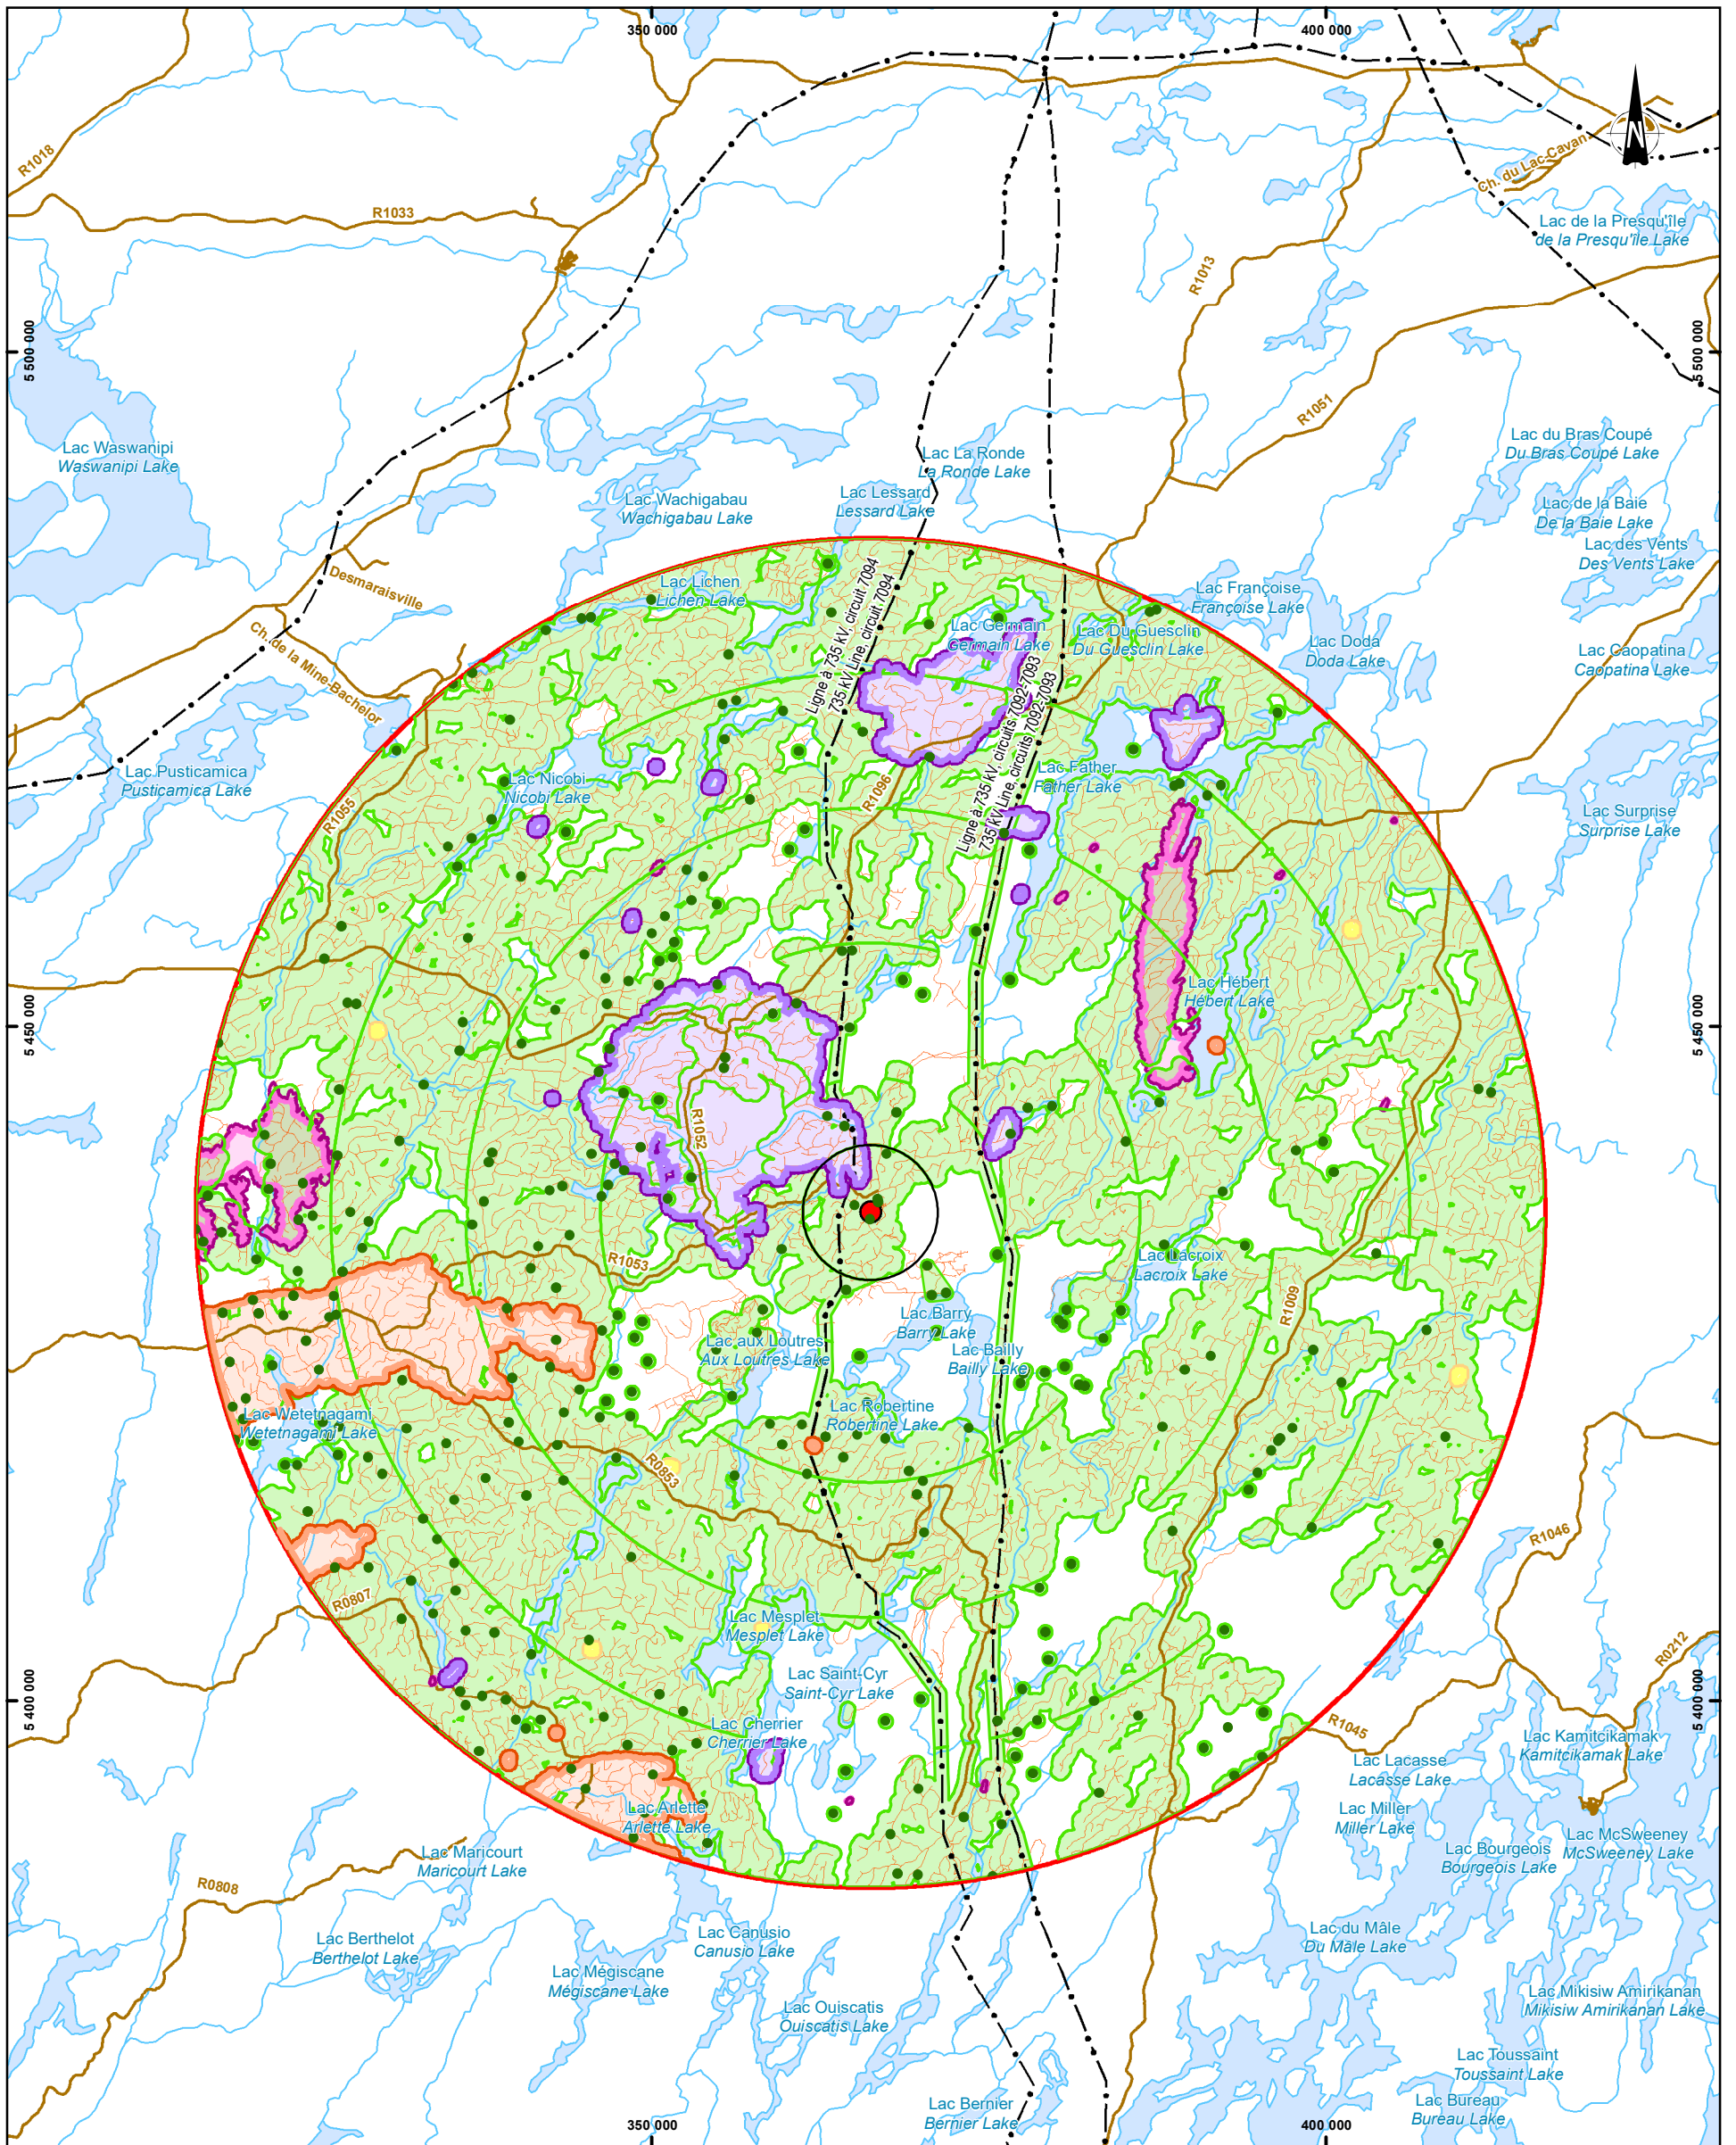 350 000
400 000
R1018
R1033
Ch. du Lac-Cavan
N
Lac de la Presqu'île
de la Presqu'île Lake
R1013
5 500 000
5 500 000
R1051
Lac Waswanipi
Waswanipi Lake
Lac La Ronde
La Ronde Lake
Lac du Bras Coupé
Du Bras Coupé Lake
Lac Wachigabau
Wachigabau Lake
Lac Lessard
Lessard Lake
Lac de la Baie
De la Baie Lake
Lac des Vents
Des Vents Lake
Desmaraisville
Lac Lichen
Lichen Lake
Ligne à 735 kV, circuit 7094
735 kV Line, circuit 7094
Lac Françoise
Françoise Lake
Ch. de la Mine-Bachelor
Lac Germain
Germain Lake
Lac Du Guesclin
Du Guesclin Lake
Lac Doda
Doda Lake
Lac Caopatina
Caopatina Lake
Ligne à 735 kV, circuits 7092-7093
735 kV Line, circuits 7092-7093
Lac Pusticamica
Pusticamica Lake
Lac Nicobi
Nicobi Lake
Lac Father
Father Lake
R1096
R1055
Lac Surprise
Surprise Lake
Lac Hébert
Hébert Lake
5 450 000
5 450 000
R1052
R1053
Lac Lacroix
Lacroix Lake
R1009
Lac Barry
Barry Lake
Lac aux Loutres
Aux Loutres Lake
Lac Bailly
Bailly Lake
Lac Wetetnagami
Wetetnagami Lake
Lac Robertine
Robertine Lake
R0853
R1046
R0807
Lac Mesplet
Mesplet Lake
R0212
Lac Saint-Cyr
Saint-Cyr Lake
5 400 000
5 400 000
Lac Cherrier
Cherrier Lake
R1045
Lac Kamitcikamak
Kamitcikamak Lake
Lac Lacasse
Lacasse Lake
Lac Arlette
Arlette Lake
Lac Miller
Miller Lake
Lac McSweeney
McSweeney Lake
Lac Bourgeois
Bourgeois Lake
Lac Maricourt
Maricourt Lake
R0808
Lac Berthelot
Berthelot Lake
Lac Canusio
Canusio Lake
Lac du Mâle
Du Mâle Lake
Lac Mégiscane
Mégiscane Lake
Lac Mikisiw Amirikanan
Mikisiw Amirikanan Lake
Lac Ouiscatis
Ouiscatis Lake
Lac Toussaint
Toussaint Lake
Lac Bernier
Bernier Lake
Lac Bureau
Bureau Lake
350 000
400 000